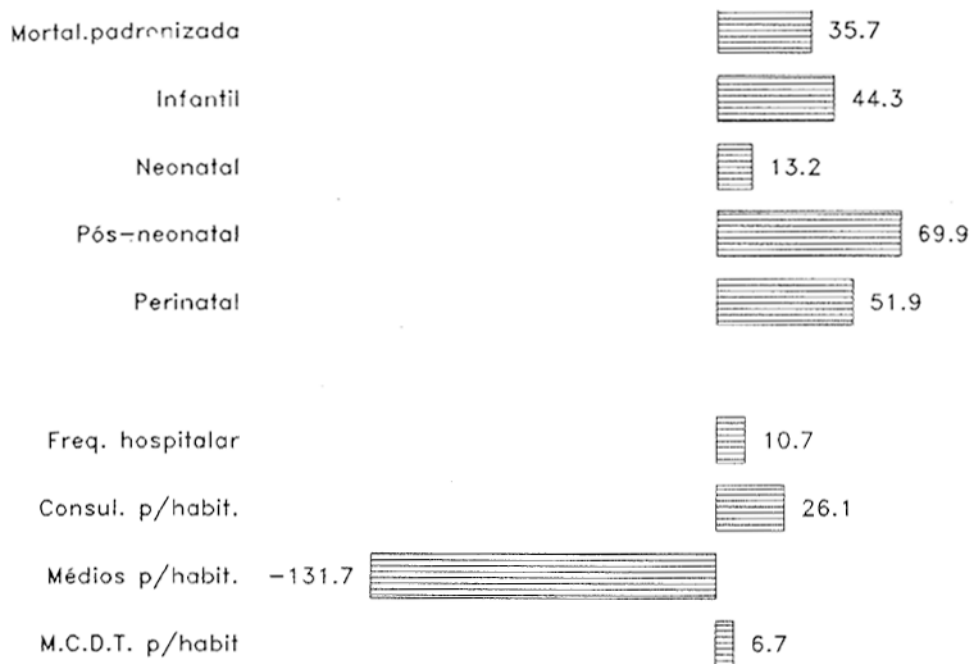 Mortal.padronizada 35.7
Infantil 44.3
Neonatal 13.2
Pós-neonatal 69.9
Perinatal 51.9
Freq. hospitalar 10.7
Consul. p/habit. 26.1
Médios p/habit. -131.7
M.C.D.T. p/habit 6.7